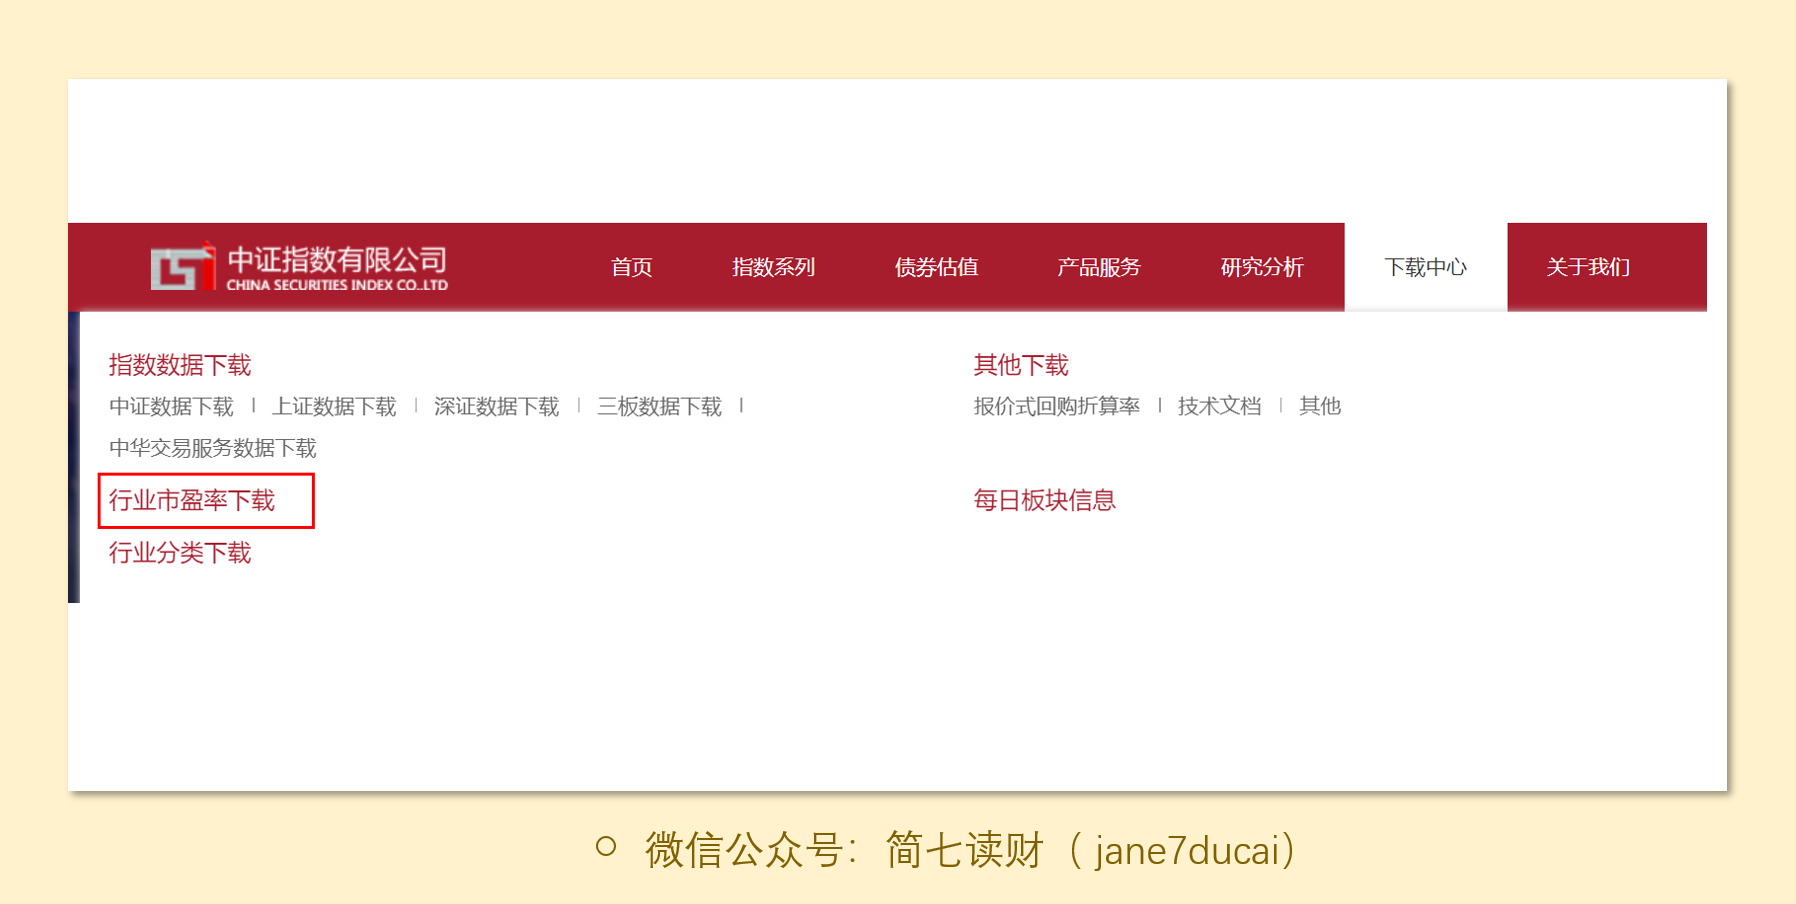 中证指数有限公司
CHINA SECURITIES INDEX CO.,LTD
首页 指数系列 债券估值 产品服务 研究分析 下载中心 关于我们
指数数据下载
中证数据下载 | 上证数据下载 | 深证数据下载 | 三板数据下载 |
中华交易服务数据下载
行业市盈率下载
行业分类下载
其他下载
报价式回购折算率 | 技术文档 | 其他
每日板块信息
微信公众号：简七读财（jane7ducai）